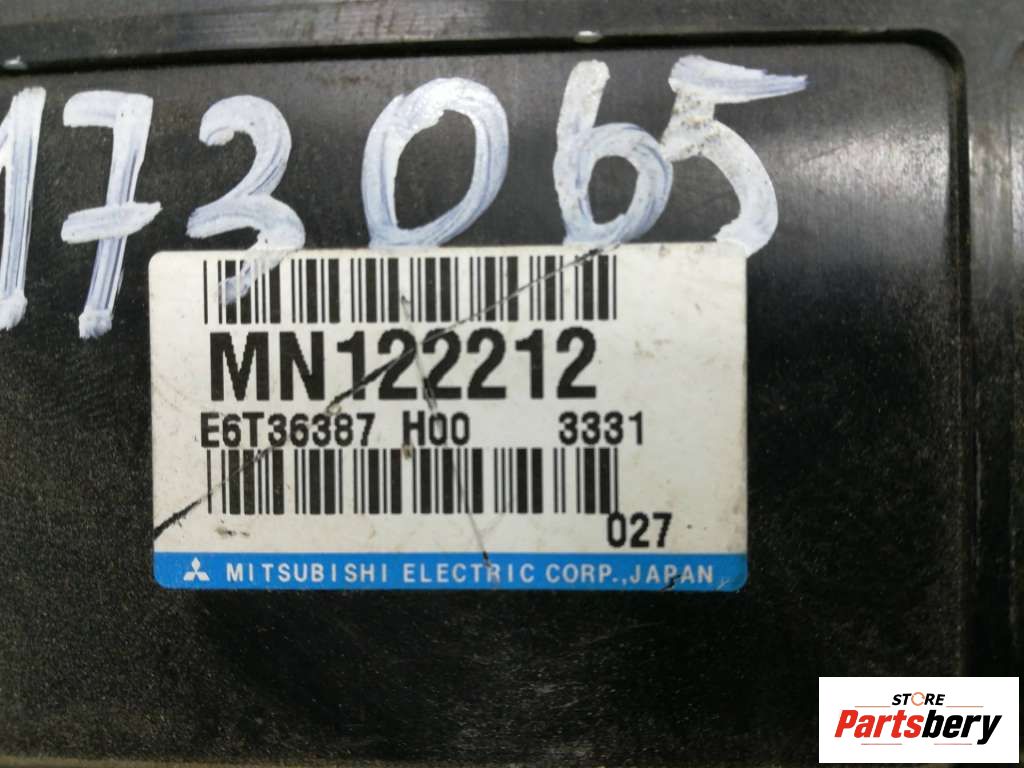 173065
MN122212
E6T36387 H00 3331
027
MITSUBISHI ELECTRIC CORP.,JAPAN
STORE
Partsbery